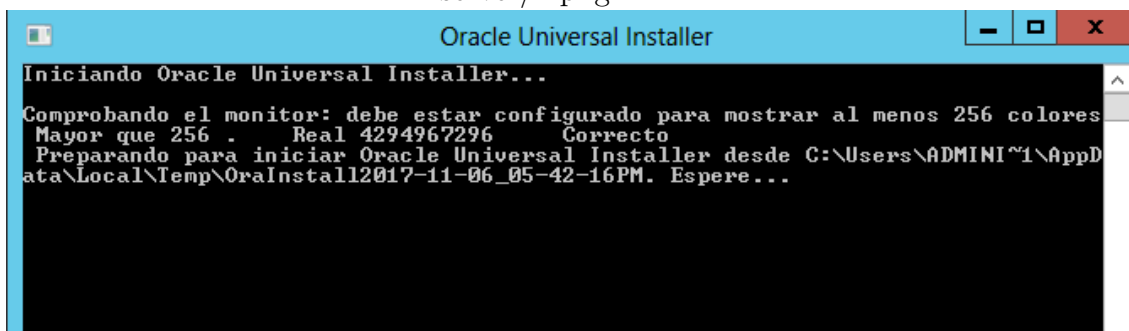 Oracle Universal Installer
Iniciando Oracle Universal Installer...
Comprobando el monitor: debe estar configurado para mostrar al menos 256 colores
Mayor que 256 .    Real 4294967296    Correcto
Preparando para iniciar Oracle Universal Installer desde C:\Users\ADMINI~1\AppD
ata\Local\Temp\OraInstall2017-11-06_05-42-16PM. Espere...